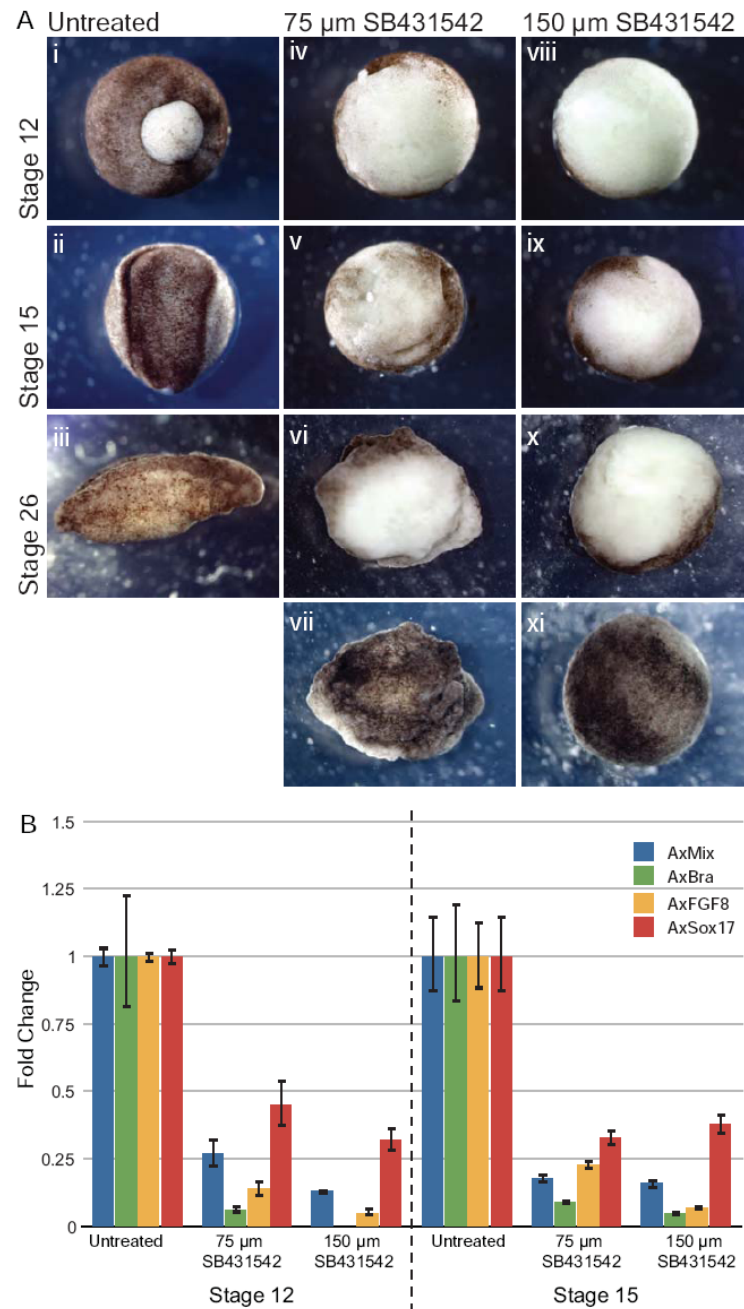 A Untreated 75 µm SB431542 150 µm SB431542
i iv viii
Stage 12
ii v ix
Stage 15
iii vi x
Stage 26
vii xi
B
1.5
1.25
1
0.75
0.5
0.25
0
Fold Change
AxMix
AxBra
AxFGF8
AxSox17
Untreated 75 µm 150 µm Untreated 75 µm 150 µm
SB431542 SB431542 SB431542 SB431542
Stage 12 Stage 15